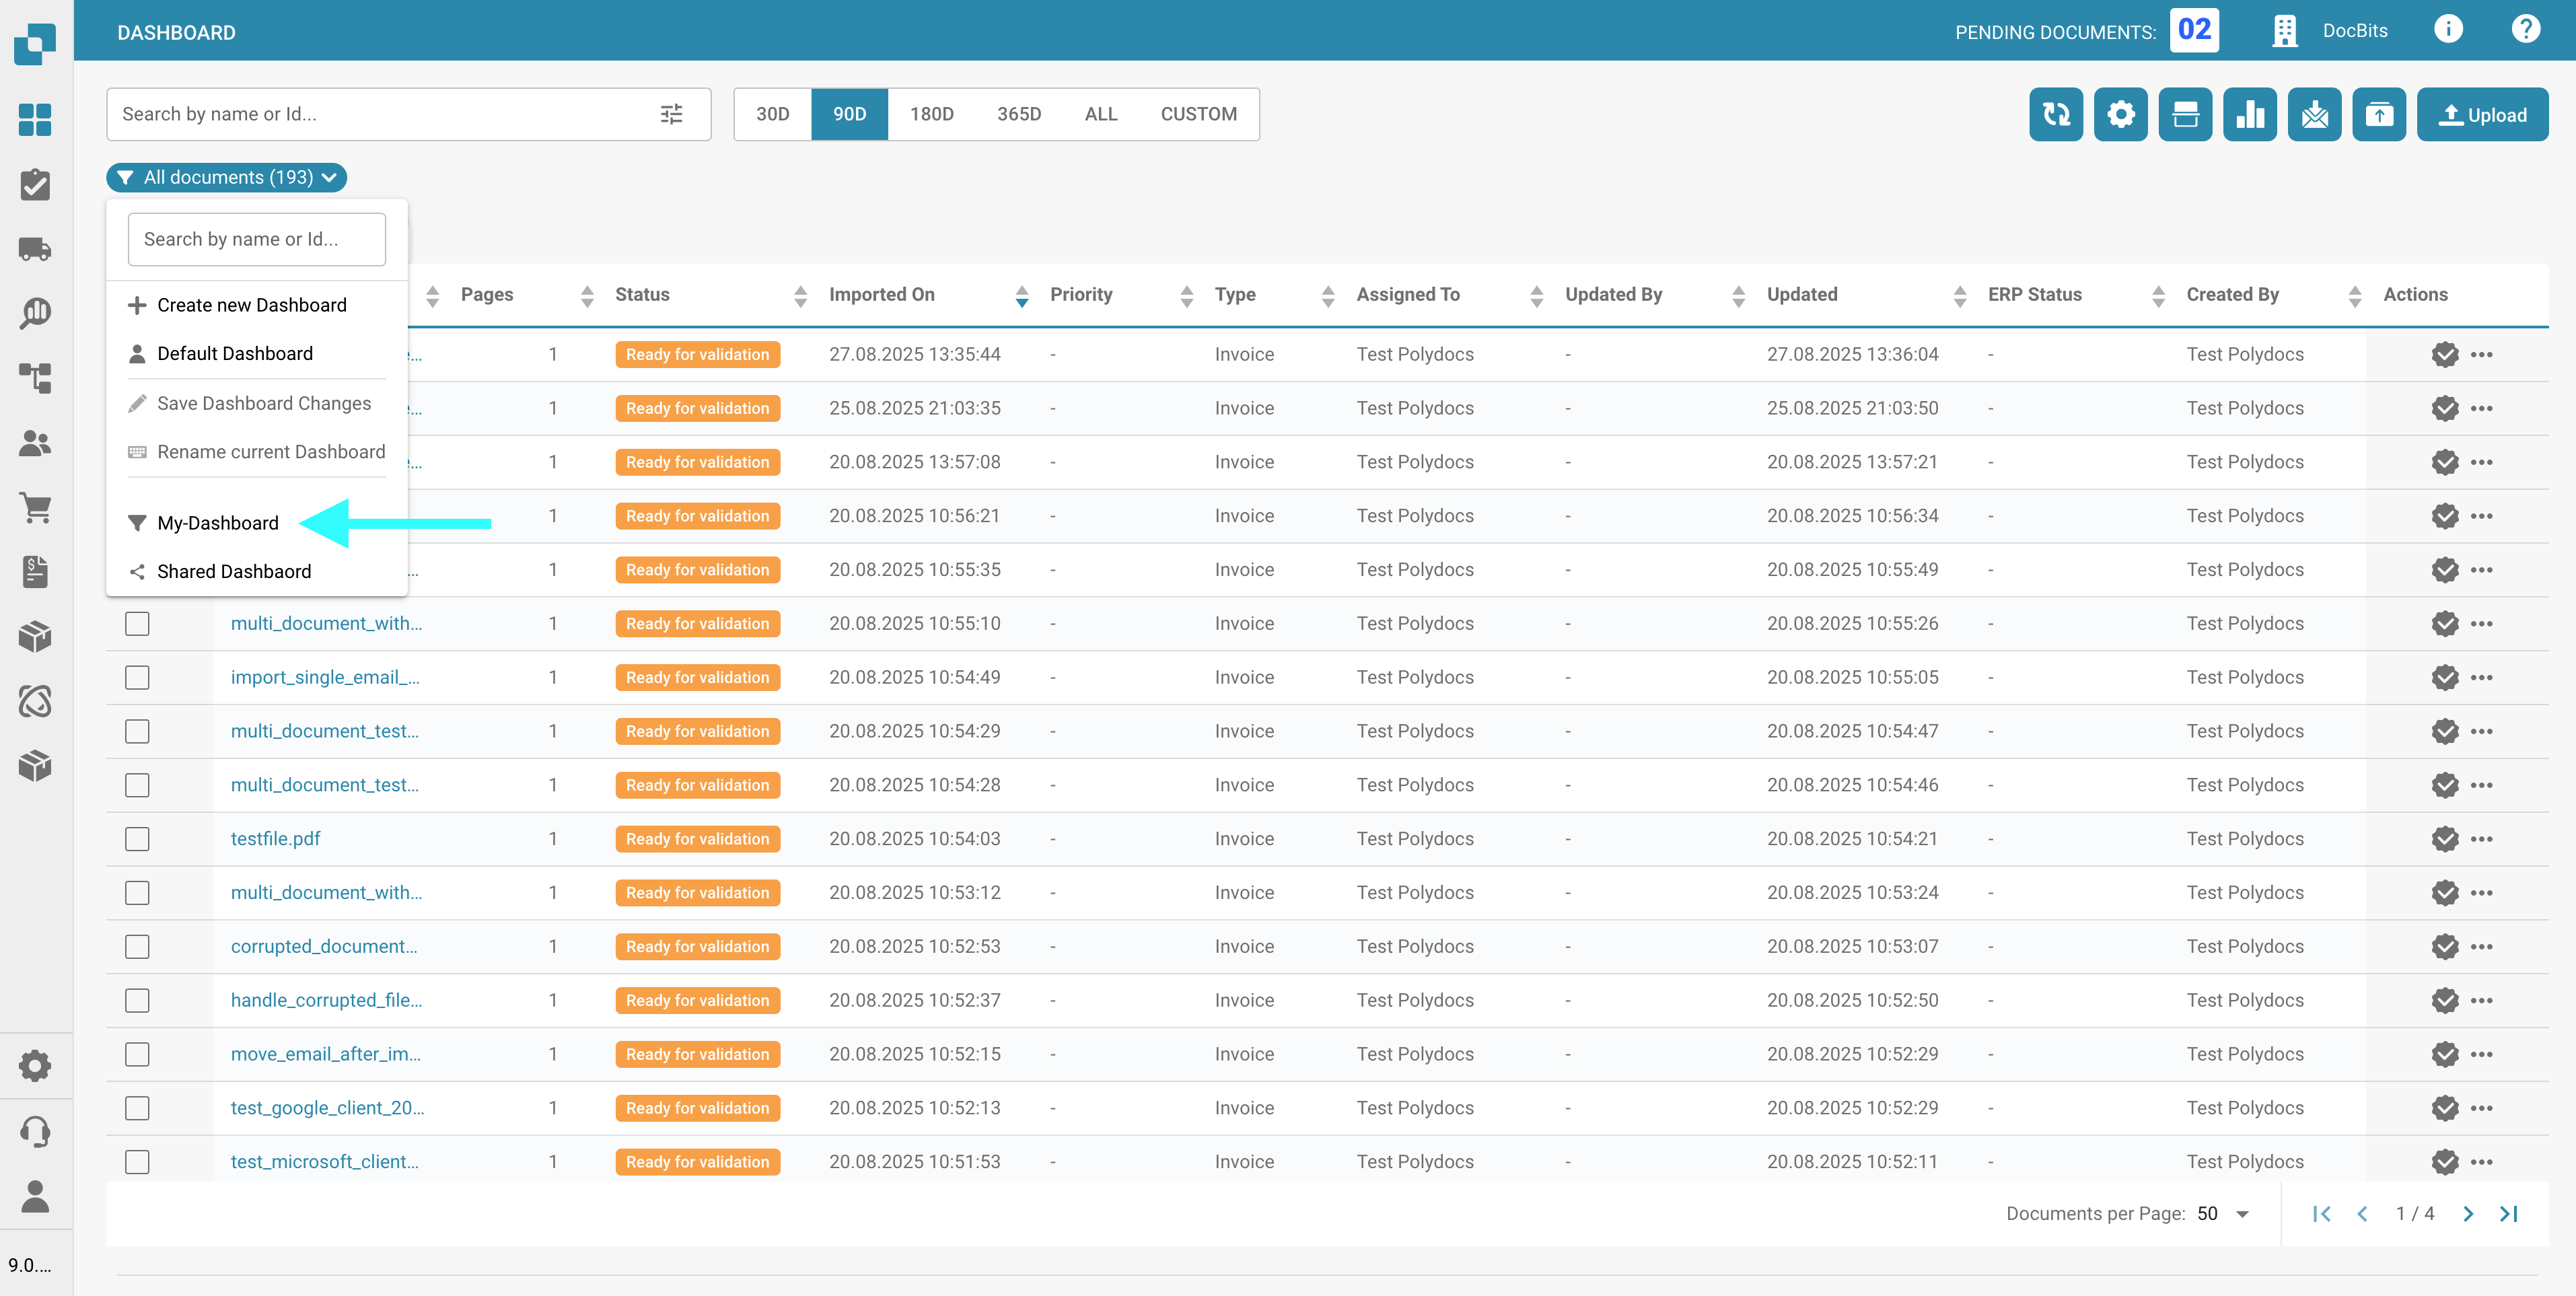 DASHBOARD
PENDING DOCUMENTS: 02 DocBits
Search by name or Id... 30D 90D 180D 365D ALL CUSTOM Upload
All documents (193)
Search by name or Id...
Create new Dashboard
Default Dashboard
Save Dashboard Changes
Rename current Dashboard
My-Dashboard
Shared Dashbaord
Pages Status Imported On Priority Type Assigned To Updated By Updated ERP Status Created By Actions
e... 1 Ready for validation 27.08.2025 13:35:44 - Invoice Test Polydocs - 27.08.2025 13:36:04 - Test Polydocs
e... 1 Ready for validation 25.08.2025 21:03:35 - Invoice Test Polydocs - 25.08.2025 21:03:50 - Test Polydocs
e... 1 Ready for validation 20.08.2025 13:57:08 - Invoice Test Polydocs - 20.08.2025 13:57:21 - Test Polydocs
1 Ready for validation 20.08.2025 10:56:21 - Invoice Test Polydocs - 20.08.2025 10:56:34 - Test Polydocs
... 1 Ready for validation 20.08.2025 10:55:35 - Invoice Test Polydocs - 20.08.2025 10:55:49 - Test Polydocs
multi_document_with... 1 Ready for validation 20.08.2025 10:55:10 - Invoice Test Polydocs - 20.08.2025 10:55:26 - Test Polydocs
import_single_email_... 1 Ready for validation 20.08.2025 10:54:49 - Invoice Test Polydocs - 20.08.2025 10:55:05 - Test Polydocs
multi_document_test... 1 Ready for validation 20.08.2025 10:54:29 - Invoice Test Polydocs - 20.08.2025 10:54:47 - Test Polydocs
multi_document_test... 1 Ready for validation 20.08.2025 10:54:28 - Invoice Test Polydocs - 20.08.2025 10:54:46 - Test Polydocs
testfile.pdf 1 Ready for validation 20.08.2025 10:54:03 - Invoice Test Polydocs - 20.08.2025 10:54:21 - Test Polydocs
multi_document_with... 1 Ready for validation 20.08.2025 10:53:12 - Invoice Test Polydocs - 20.08.2025 10:53:24 - Test Polydocs
corrupted_document... 1 Ready for validation 20.08.2025 10:52:53 - Invoice Test Polydocs - 20.08.2025 10:53:07 - Test Polydocs
handle_corrupted_file... 1 Ready for validation 20.08.2025 10:52:37 - Invoice Test Polydocs - 20.08.2025 10:52:50 - Test Polydocs
move_email_after_im... 1 Ready for validation 20.08.2025 10:52:15 - Invoice Test Polydocs - 20.08.2025 10:52:29 - Test Polydocs
test_google_client_20... 1 Ready for validation 20.08.2025 10:52:13 - Invoice Test Polydocs - 20.08.2025 10:52:29 - Test Polydocs
test_microsoft_client... 1 Ready for validation 20.08.2025 10:51:53 - Invoice Test Polydocs - 20.08.2025 10:52:11 - Test Polydocs
Documents per Page: 50 1 / 4
9.0....